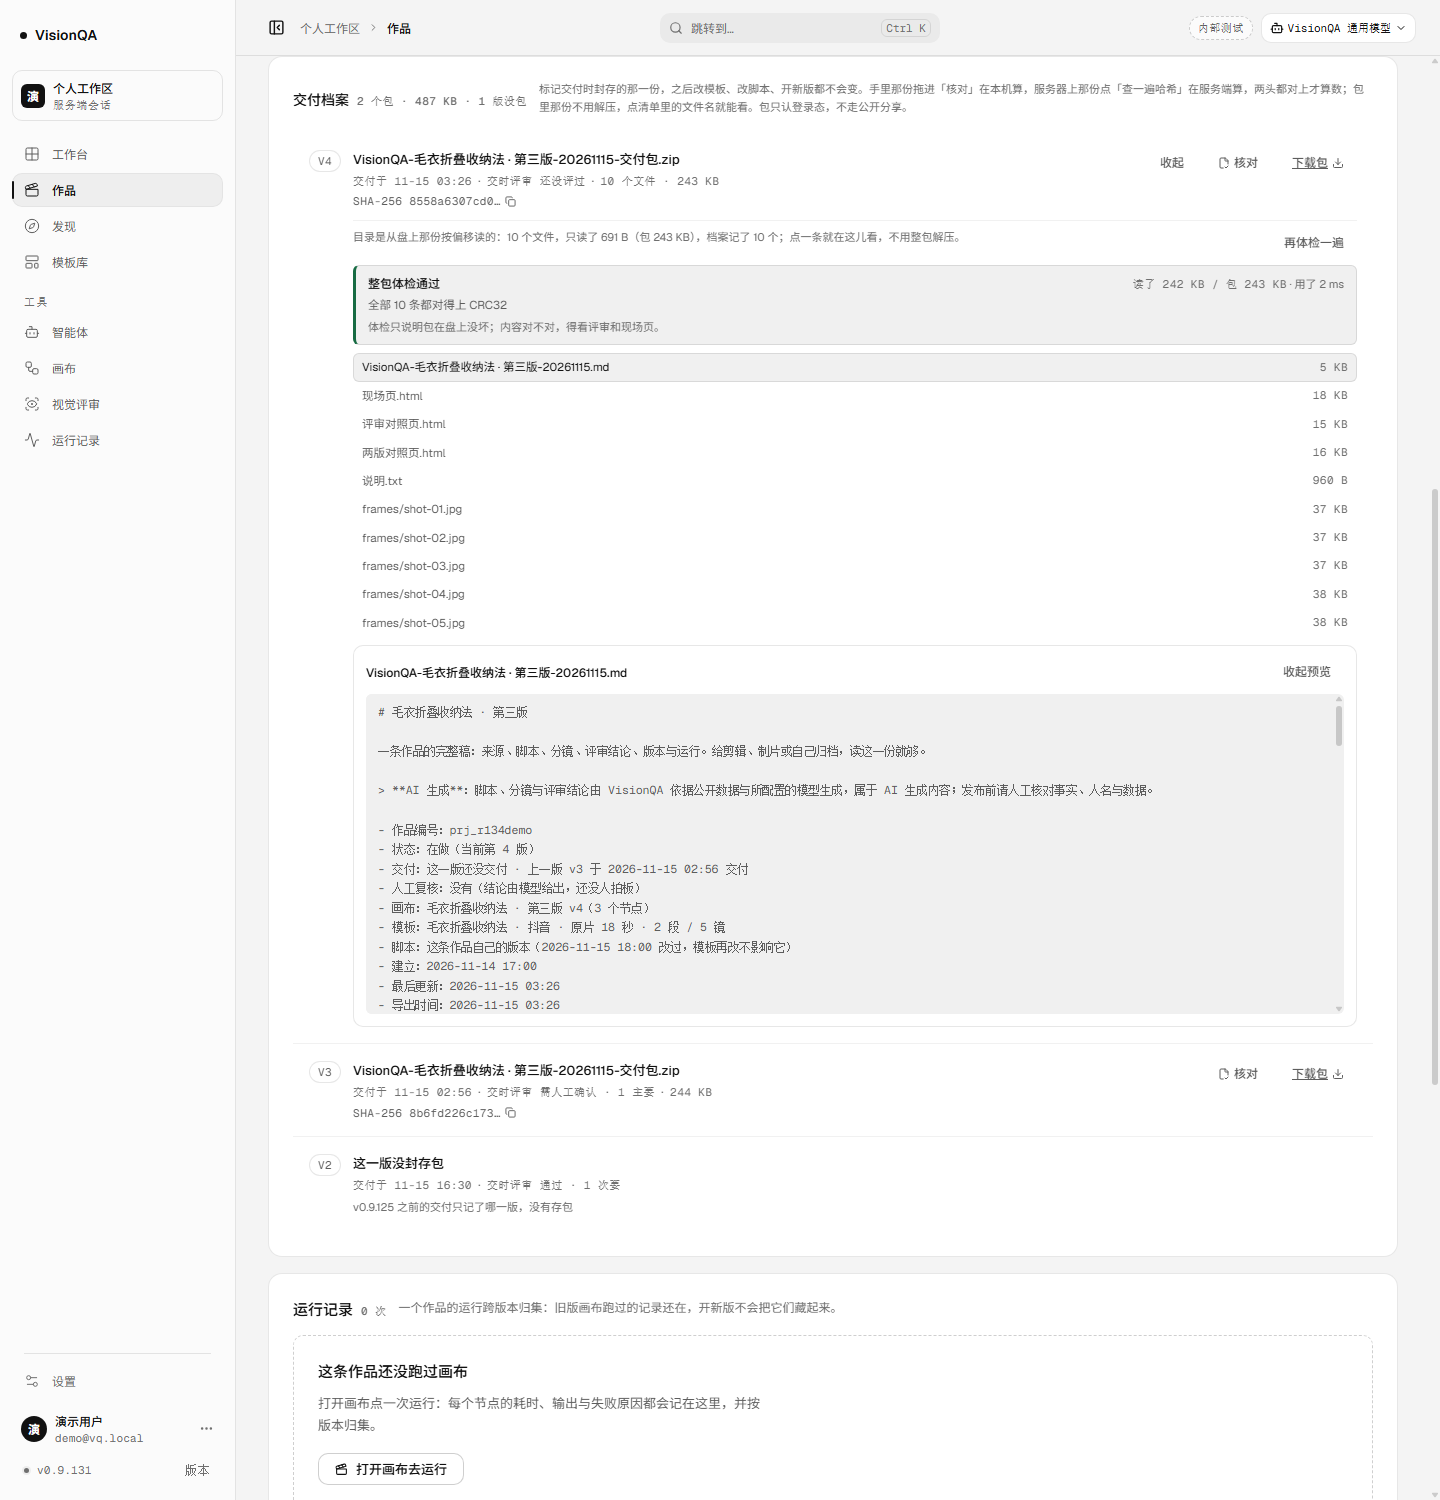 VisionQA
个人工作区 > 作品
跳转到… Ctrl K
内部测试
VisionQA 通用模型
演
个人工作区
服务端会话
工作台
作品
发现
模板库
工具
智能体
画布
视觉评审
运行记录
设置
演
演示用户
demo@vq.local
v0.9.131 版本
交付档案 2 个包 · 487 KB · 1 版没包
标记交付时封存的那一份，之后改模板、改脚本、开新版都不会变。手里那份拖进「核对」在本机算，服务器上那份点「查一遍哈希」在服务端算，两头都对上才算数；包
里那份不用解压，点清单里的文件名就能看。包只认登录态，不走公开分享。
V4
VisionQA-毛衣折叠收纳法 · 第三版-20261115-交付包.zip
收起 核对 下载包
交付于 11-15 03:26 · 交时评审 还没评过 · 10 个文件 · 243 KB
SHA-256 8558a6307cd0…
目录是从盘上那份按偏移读的：10 个文件，只读了 691 B（包 243 KB），档案记了 10 个；点一条就在这儿看，不用整包解压。
再体检一遍
整包体检通过
读了 242 KB / 包 243 KB · 用了 2 ms
全部 10 条都对得上 CRC32
体检只说明包在盘上没坏；内容对不对，得看评审和现场页。
VisionQA-毛衣折叠收纳法 · 第三版-20261115.md 5 KB
现场页.html 18 KB
评审对照页.html 15 KB
两版对照页.html 16 KB
说明.txt 960 B
frames/shot-01.jpg 37 KB
frames/shot-02.jpg 37 KB
frames/shot-03.jpg 37 KB
frames/shot-04.jpg 38 KB
frames/shot-05.jpg 38 KB
VisionQA-毛衣折叠收纳法 · 第三版-20261115.md 收起预览
# 毛衣折叠收纳法 · 第三版
一条作品的完整稿：来源、脚本、分镜、评审结论、版本与运行。给剪辑、制片或自己归档，读这一份就够。
> **AI 生成**：脚本、分镜与评审结论由 VisionQA 依据公开数据与所配置的模型生成，属于 AI 生成内容；发布前请人工核对事实、人名与数据。
- 作品编号：prj_r134demo
- 状态：在做（当前第 4 版）
- 交付：这一版还没交付 · 上一版 v3 于 2026-11-15 02:56 交付
- 人工复核：没有（结论由模型给出，还没人拍板）
- 画布：毛衣折叠收纳法 · 第三版 v4（3 个节点）
- 模板：毛衣折叠收纳法 · 抖音 · 原片 18 秒 · 2 段 / 5 镜
- 脚本：这条作品自己的版本（2026-11-15 18:00 改过，模板再改不影响它）
- 建立：2026-11-14 17:00
- 最后更新：2026-11-15 03:26
- 导出时间：2026-11-15 03:26
V3
VisionQA-毛衣折叠收纳法 · 第三版-20261115-交付包.zip
核对 下载包
交付于 11-15 02:56 · 交时评审 需人工确认 · 1 主要 · 244 KB
SHA-256 8b6fd226c173…
V2
这一版没封存包
交付于 11-15 16:30 · 交时评审 通过 · 1 次要
v0.9.125 之前的交付只记了哪一版，没有存包
运行记录 0 次 一个作品的运行跨版本归集：旧版画布跑过的记录还在，开新版不会把它们藏起来。
这条作品还没跑过画布
打开画布点一次运行：每个节点的耗时、输出与失败原因都会记在这里，并按
版本归集。
打开画布去运行